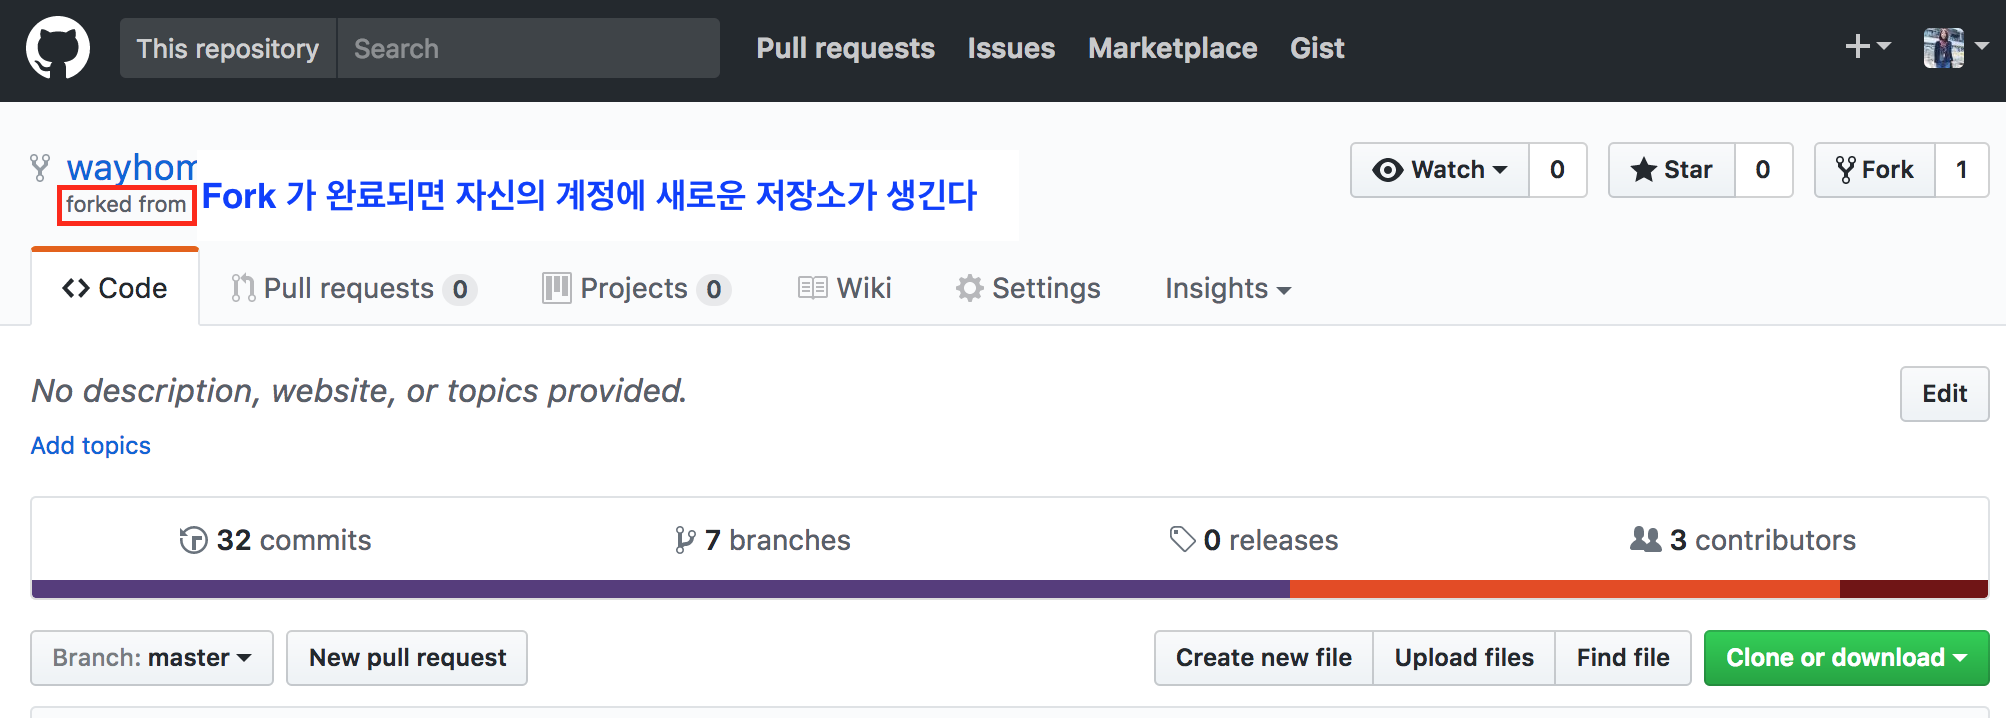 This repository Search Pull requests Issues Marketplace Gist
wayhom
Fork 가 완료되면 자신의 계정에 새로운 저장소가 생긴다
forked from
Watch 0 Star 0 Fork 1
Code Pull requests 0 Projects 0 Wiki Settings Insights
No description, website, or topics provided.
Edit
Add topics
32 commits 7 branches 0 releases 3 contributors
Branch: master New pull request Create new file Upload files Find file Clone or download